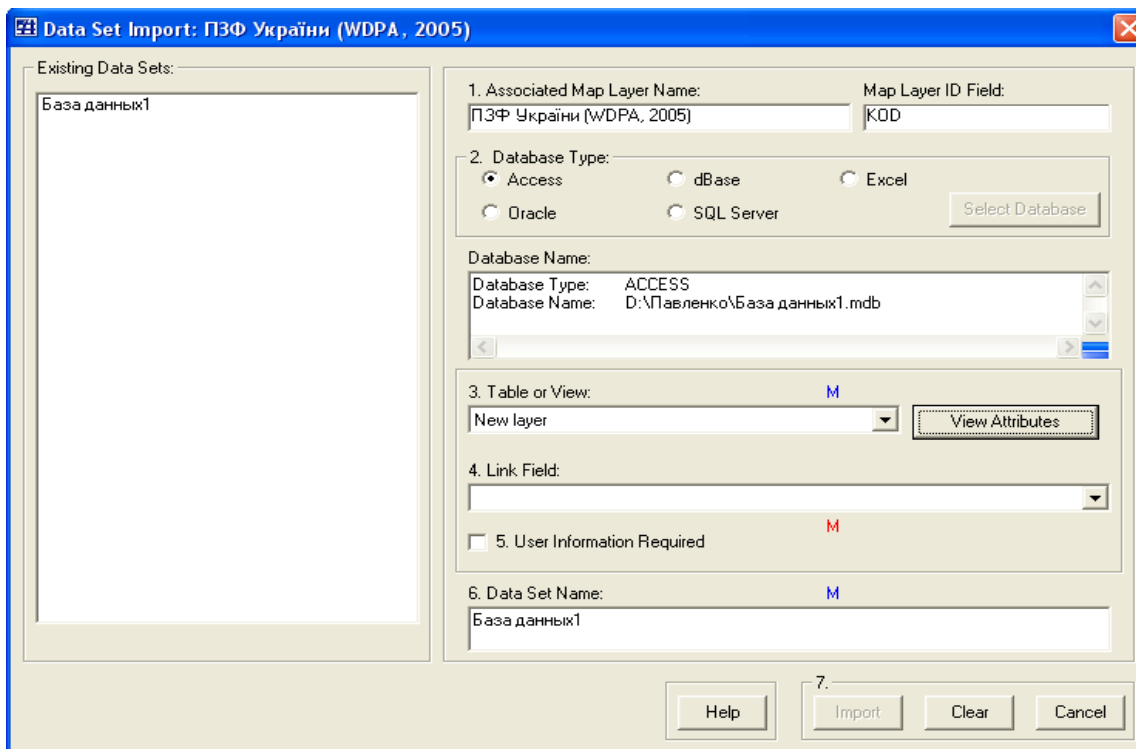 Data Set Import: ПЗФ України (WDPA, 2005)
Existing Data Sets:
База данных1
1. Associated Map Layer Name:
Map Layer ID Field:
ПЗФ України (WDPA, 2005)
KOD
2. Database Type:
Access
dBase
Excel
Oracle
SQL Server
Select Database
Database Name:
Database Type: ACCESS
Database Name: D:\Павленко\База данных1.mdb
3. Table or View:
M
New layer
View Attributes
4. Link Field:
M
5. User Information Required
6. Data Set Name:
M
База данных1
7.
Help
Import
Clear
Cancel